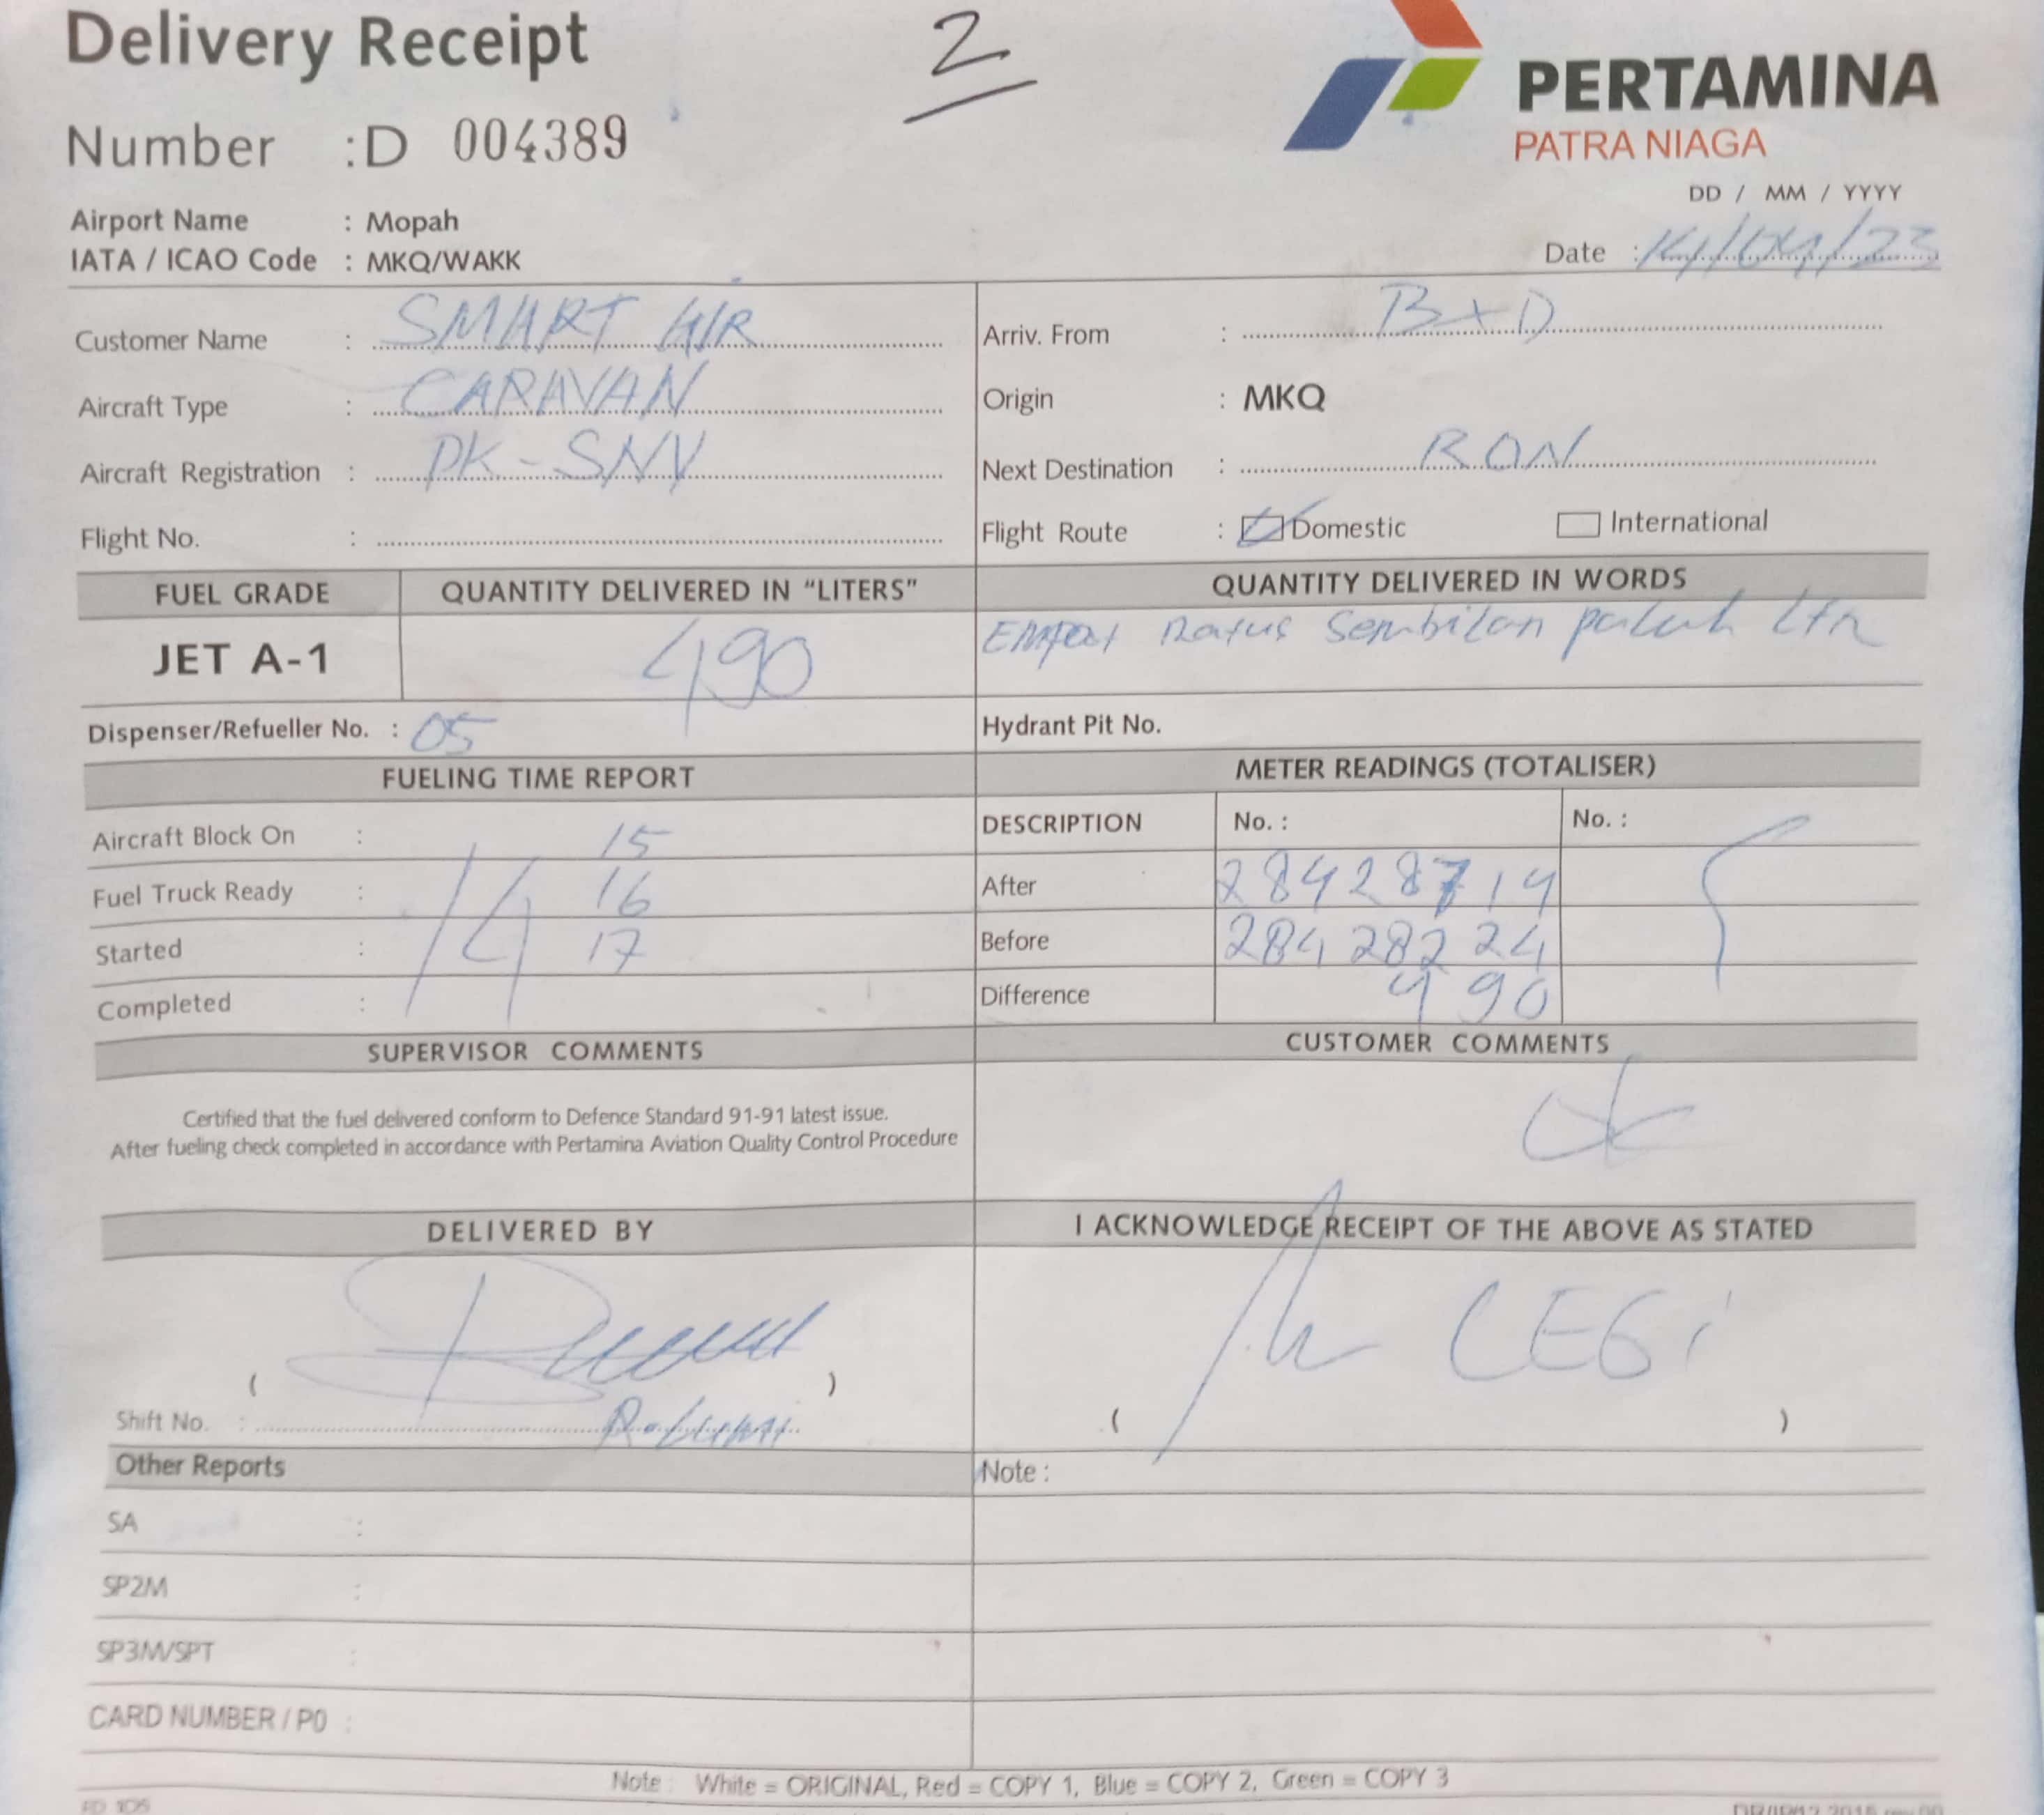 Delivery Receipt
2
PERTAMINA
PATRA NIAGA
Number : D 004389
DD / MM / YYYY
Airport Name : Mopah
Date : 14/04/23
IATA / ICAO Code : MKQ/WAKK
Customer Name : SMART AIR
Arriv. From : BXD
Aircraft Type : CARAVAN
Origin : MKQ
Aircraft Registration : PK-SNV
Next Destination : RON
Flight No. :
Flight Route : Domestic International
FUEL GRADE QUANTITY DELIVERED IN "LITERS" QUANTITY DELIVERED IN WORDS
JET A-1 490 Empat Ratus Sembilan puluh Ltr
Dispenser/Refueller No. : 05
Hydrant Pit No.
FUELING TIME REPORT METER READINGS (TOTALISER)
Aircraft Block On : 15
DESCRIPTION No. : No. :
Fuel Truck Ready : 14 16
After 28428714
Started : 17
Before 28428224
Completed :
Difference 490
SUPERVISOR COMMENTS CUSTOMER COMMENTS
Certified that the fuel delivered conform to Defence Standard 91-91 latest issue.
After fueling check completed in accordance with Pertamina Aviation Quality Control Procedure
OK
DELIVERED BY I ACKNOWLEDGE RECEIPT OF THE ABOVE AS STATED
( )
Shift No. :
( )
Other Reports Note :
SA :
SP2M :
SP3M/SPT :
CARD NUMBER / PO :
Note : White = ORIGINAL, Red = COPY 1, Blue = COPY 2, Green = COPY 3